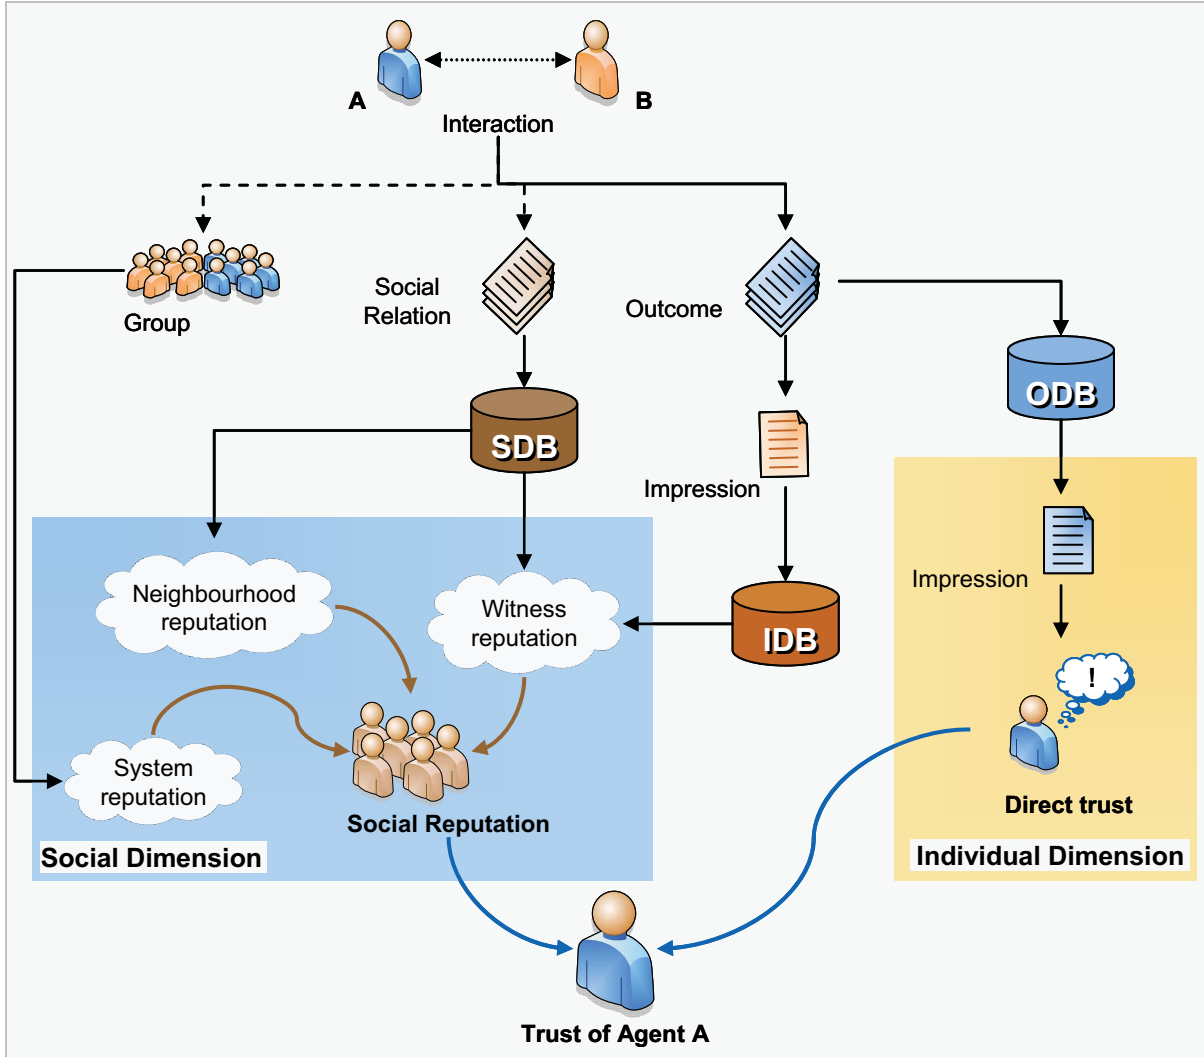 A
B
Interaction
Group
Social
Relation
Outcome
ODB
SDB
Impression
Impression
Neighbourhood
reputation
Witness
reputation
IDB
!
System
reputation
Social Reputation
Direct trust
Social Dimension
Individual Dimension
Trust of Agent A